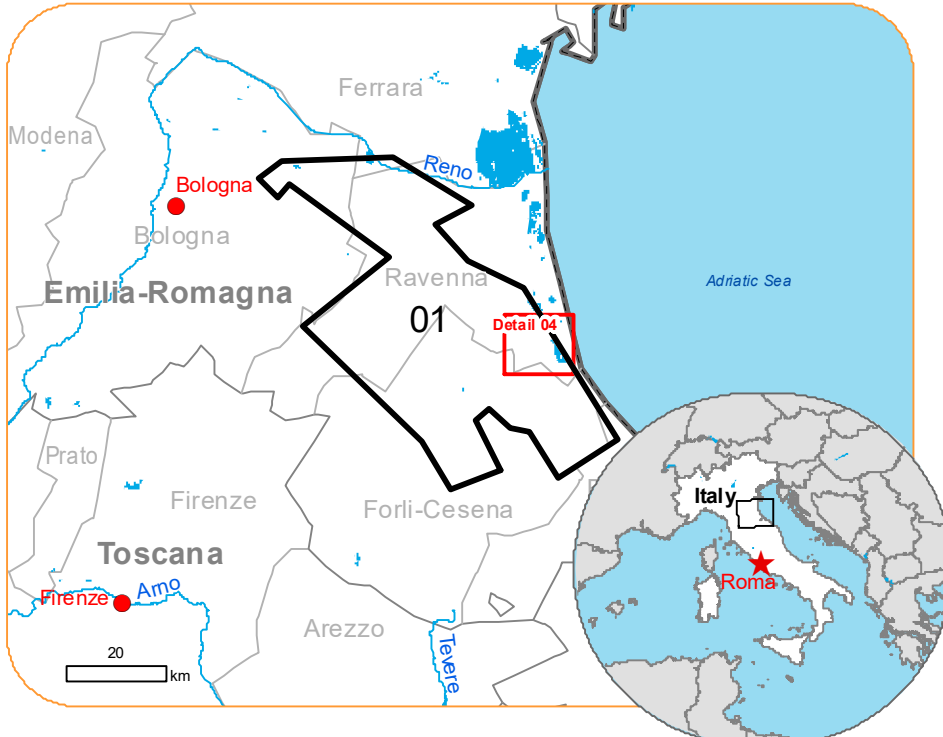 Ferrara
Modena
Reno
Bologna
Bologna
Ravenna
Adriatic Sea
Emilia-Romagna
01
Detail 04
Prato
Firenze
Forli-Cesena
Italy
Toscana
Roma
Arno
Firenze
Arezzo
Tevere
20
km